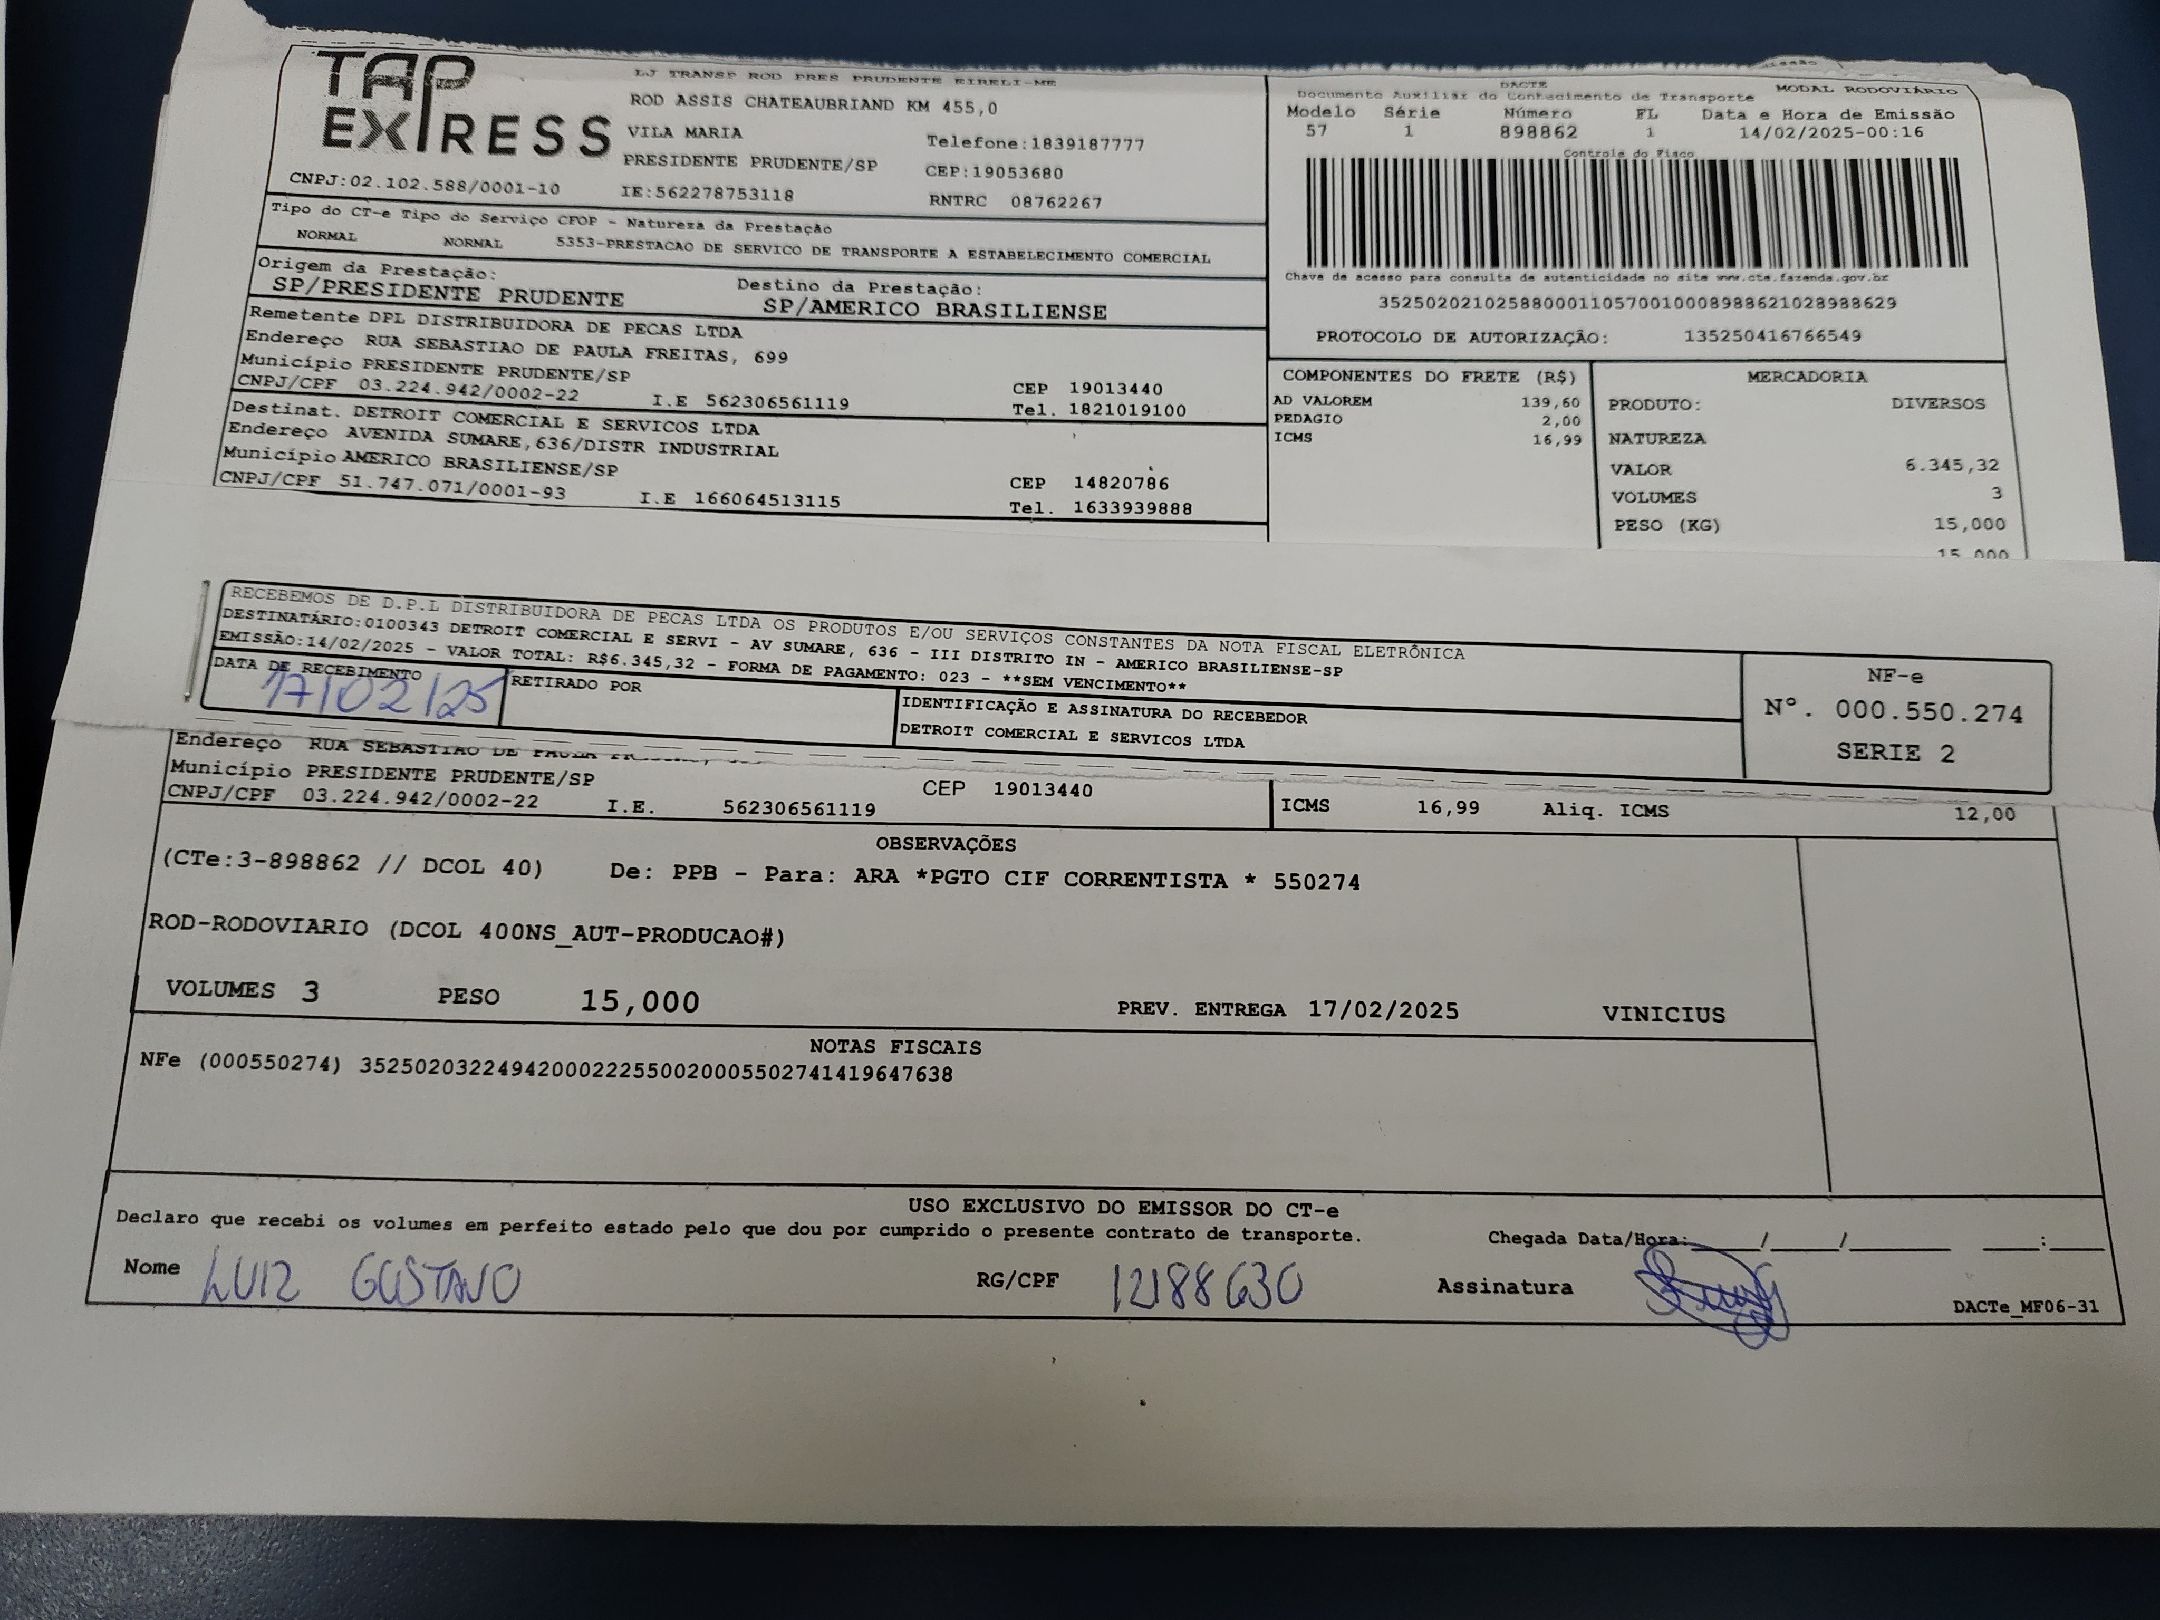 TAP EXPRESS
LJ TRANSP ROD PRES PRUDENTE EIRELI-ME
ROD ASSIS CHATEAUBRIAND KM 455,0
VILA MARIA Telefone:1839187777
PRESIDENTE PRUDENTE/SP CEP:19053680
CNPJ:02.102.588/0001-10 IE:562278753118 RNTRC 08762267
DACTE MODAL RODOVIÁRIO
Documento Auxiliar do Conhecimento de Transporte
Modelo Série Número FL Data e Hora de Emissão
57 1 898862 1 14/02/2025-00:16
Controle do Fisco
Chave de acesso para consulta de autenticidade no site www.cte.fazenda.gov.br
35250202102588000110570010008988621028988629
PROTOCOLO DE AUTORIZAÇÃO: 135250416766549
Tipo do CT-e Tipo do Serviço CFOP - Natureza da Prestação
NORMAL NORMAL 5353-PRESTACAO DE SERVICO DE TRANSPORTE A ESTABELECIMENTO COMERCIAL
Origem da Prestação: Destino da Prestação:
SP/PRESIDENTE PRUDENTE SP/AMERICO BRASILIENSE
Remetente DPL DISTRIBUIDORA DE PECAS LTDA
Endereço RUA SEBASTIAO DE PAULA FREITAS, 699
Município PRESIDENTE PRUDENTE/SP CEP 19013440
CNPJ/CPF 03.224.942/0002-22 I.E 562306561119 Tel. 1821019100
Destinat. DETROIT COMERCIAL E SERVICOS LTDA
Endereço AVENIDA SUMARE,636/DISTR INDUSTRIAL
Município AMERICO BRASILIENSE/SP CEP 14820786
CNPJ/CPF 51.747.071/0001-93 I.E 166064513115 Tel. 1633939888
COMPONENTES DO FRETE (R$)
AD VALOREM 139,60
PEDAGIO 2,00
ICMS 16,99
MERCADORIA
PRODUTO: DIVERSOS
NATUREZA
VALOR 6.345,32
VOLUMES 3
PESO (KG) 15,000
15,000
RECEBEMOS DE D.P.L DISTRIBUIDORA DE PECAS LTDA OS PRODUTOS E/OU SERVIÇOS CONSTANTES DA NOTA FISCAL ELETRÔNICA
DESTINATÁRIO:0100343 DETROIT COMERCIAL E SERVI - AV SUMARE, 636 - III DISTRITO IN - AMERICO BRASILIENSE-SP
EMISSÃO:14/02/2025 - VALOR TOTAL: R$6.345,32 - FORMA DE PAGAMENTO: 023 - **SEM VENCIMENTO**
DATA DE RECEBIMENTO RETIRADO POR IDENTIFICAÇÃO E ASSINATURA DO RECEBEDOR
17/02/25 DETROIT COMERCIAL E SERVICOS LTDA
NF-e
Nº. 000.550.274
SERIE 2
Endereço RUA SEBASTIAO DE PAULA
Município PRESIDENTE PRUDENTE/SP CEP 19013440
CNPJ/CPF 03.224.942/0002-22 I.E. 562306561119
ICMS 16,99 Aliq. ICMS 12,00
OBSERVAÇÕES
(CTe:3-898862 // DCOL 40) De: PPB - Para: ARA *PGTO CIF CORRENTISTA * 550274
ROD-RODOVIARIO (DCOL 400NS_AUT-PRODUCAO#)
VOLUMES 3 PESO 15,000 PREV. ENTREGA 17/02/2025 VINICIUS
NOTAS FISCAIS
NFe (000550274) 35250203224942000222550020005502741419647638
USO EXCLUSIVO DO EMISSOR DO CT-e
Declaro que recebi os volumes em perfeito estado pelo que dou por cumprido o presente contrato de transporte. Chegada Data/Hora:____/____/______ ____:____
Nome LUIZ GUSTAVO RG/CPF 12188630 Assinatura
DACTe_MF06-31